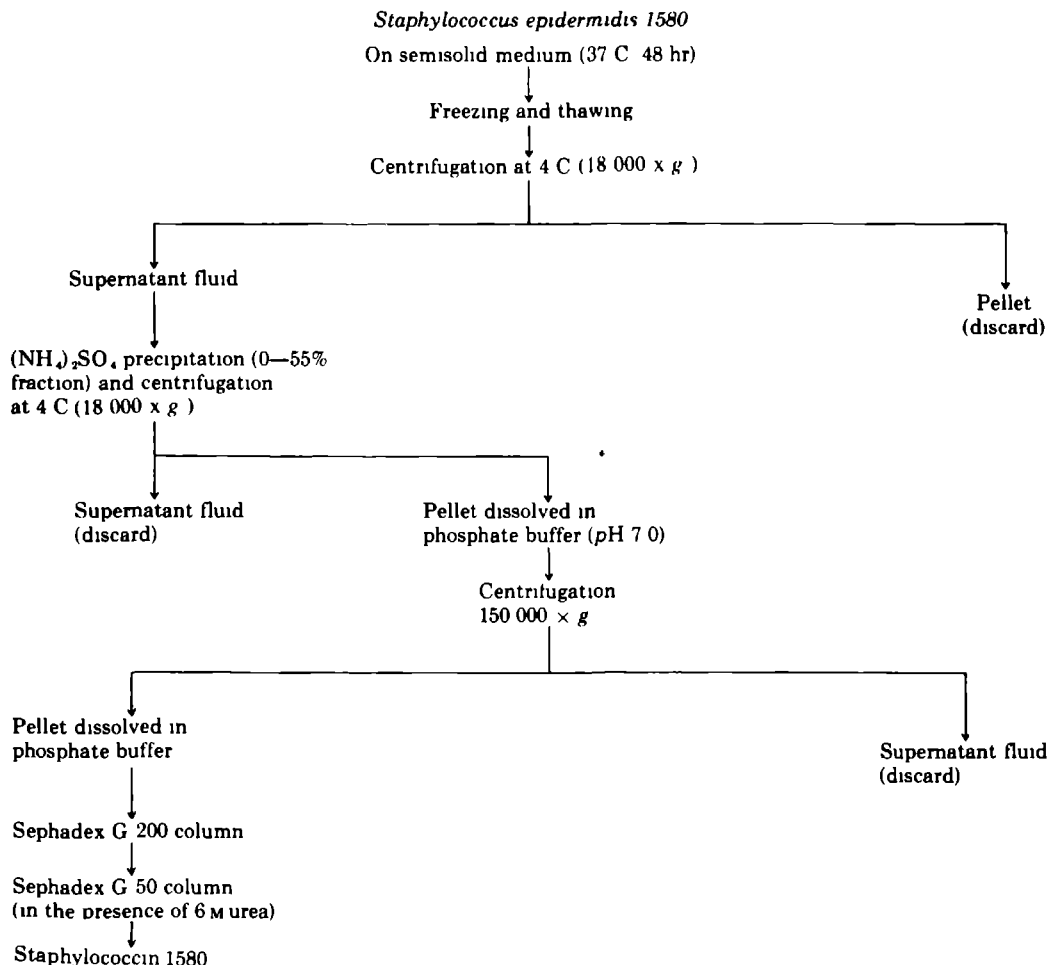 Staphylococcus epidermidis 1580
On semisolid medium (37 C 48 hr)
Freezing and thawing
Centrifugation at 4 C (18 000 x g )
Supernatant fluid
Pellet
(discard)
(NH₄)₂SO₄ precipitation (0—55%
fraction) and centrifugation
at 4 C (18 000 x g )
Supernatant fluid
(discard)
Pellet dissolved in
phosphate buffer (pH 7 0)
Centrifugation
150 000 × g
Pellet dissolved in
phosphate buffer
Supernatant fluid
(discard)
Sephadex G 200 column
Sephadex G 50 column
(in the presence of 6 M urea)
Staphylococcin 1580